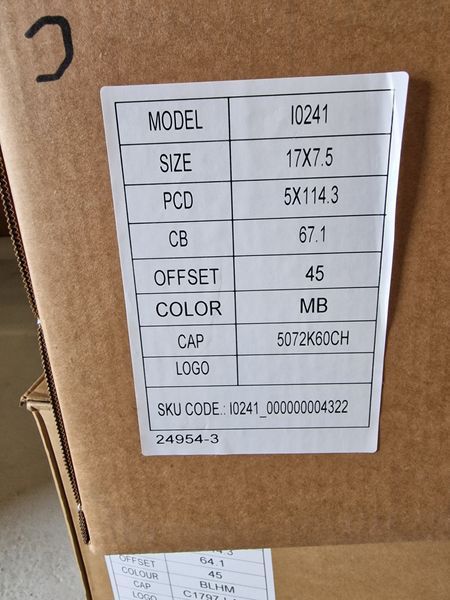 MODEL I0241
SIZE 17X7.5
PCD 5X114.3
CB 67.1
OFFSET 45
COLOR MB
CAP 5072K60CH
LOGO
SKU CODE.: I0241_000000004322
24954-3
OFFSET 64.1
COLOUR 45
CAP BLHM
LOGO